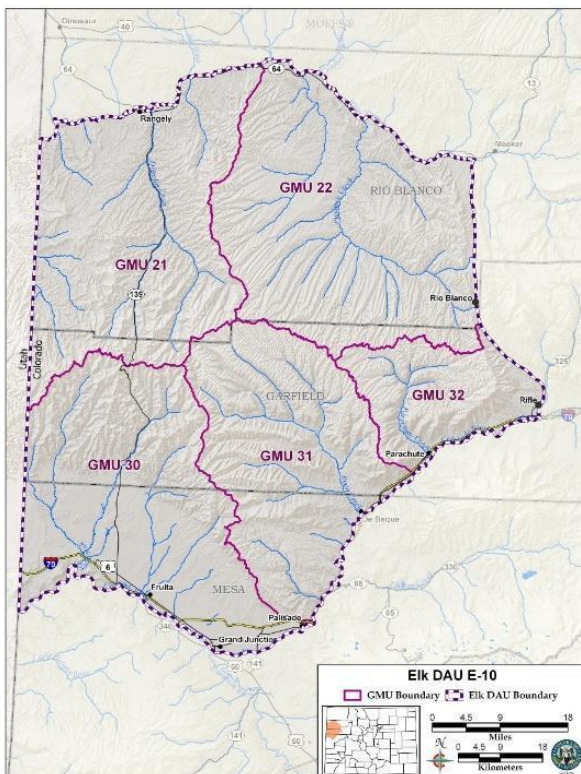 MOFFAT
Dinosaur
40
40
64
64
13
Rangely
Meeker
GMU 22
RIO BLANCO
GMU 21
139
Rio Blanco
Utah
Colorado
325
GMU 32
GARFIELD
Rifle
70
GMU 30
GMU 31
Parachute
De Beque
70
6
330
Fruita
MESA
65
65
Palisade
340
Grand Junction
50
141
141
50
Elk DAU E-10
GMU Boundary
Elk DAU Boundary
0 4.5 9 18
Miles
N
0 4.5 9 18
Kilometers